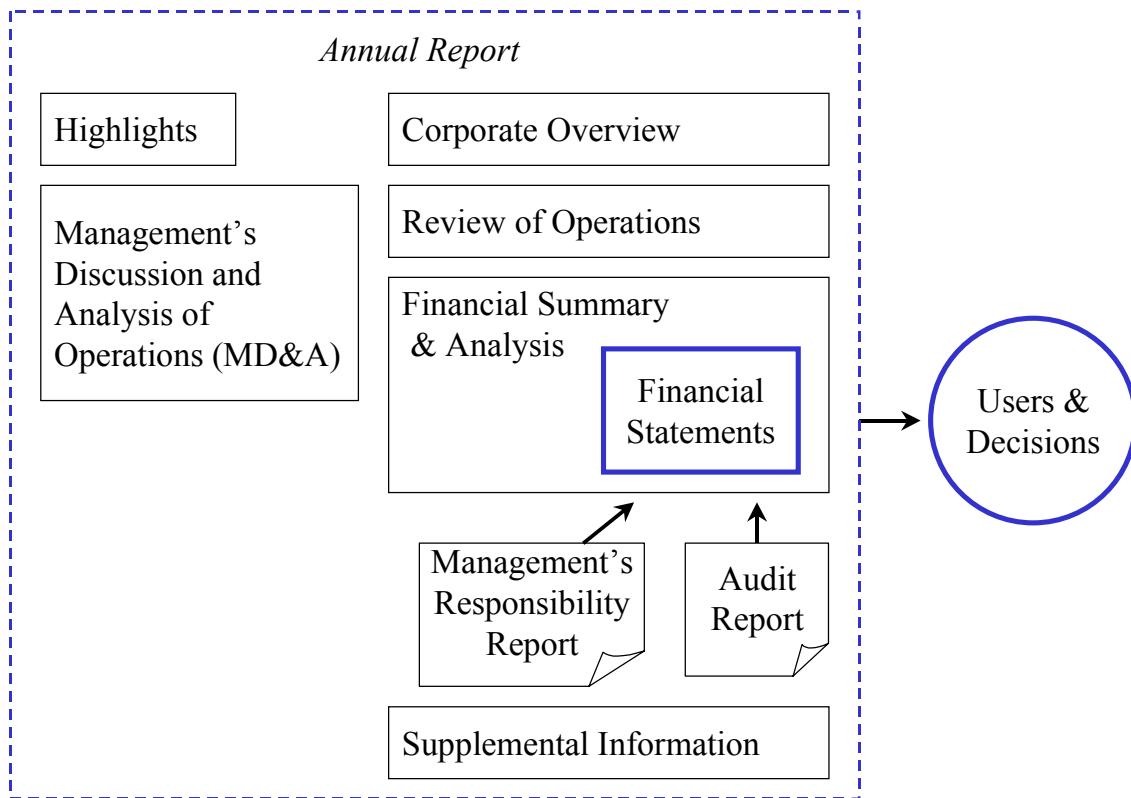 Annual Report
Highlights
Corporate Overview
Management’s
Discussion and
Analysis of
Operations (MD&A)
Review of Operations
Financial Summary
& Analysis
Financial
Statements
Users &
Decisions
Management’s
Responsibility
Report
Audit
Report
Supplemental Information